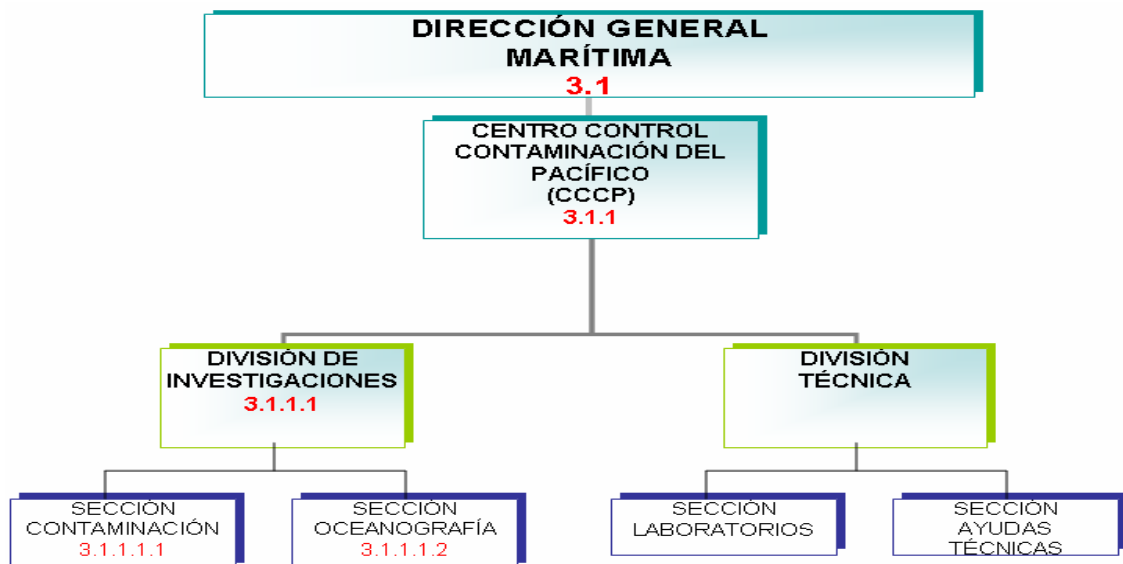 DIRECCIÓN GENERAL
MARÍTIMA
3.1
CENTRO CONTROL
CONTAMINACIÓN DEL
PACÍFICO
(CCCP)
3.1.1
DIVISIÓN DE
INVESTIGACIONES
3.1.1.1
DIVISIÓN
TÉCNICA
SECCIÓN
CONTAMINACIÓN
3.1.1.1.1
SECCIÓN
OCEANOGRAFÍA
3.1.1.1.2
SECCIÓN
LABORATORIOS
SECCIÓN
AYUDAS
TÉCNICAS